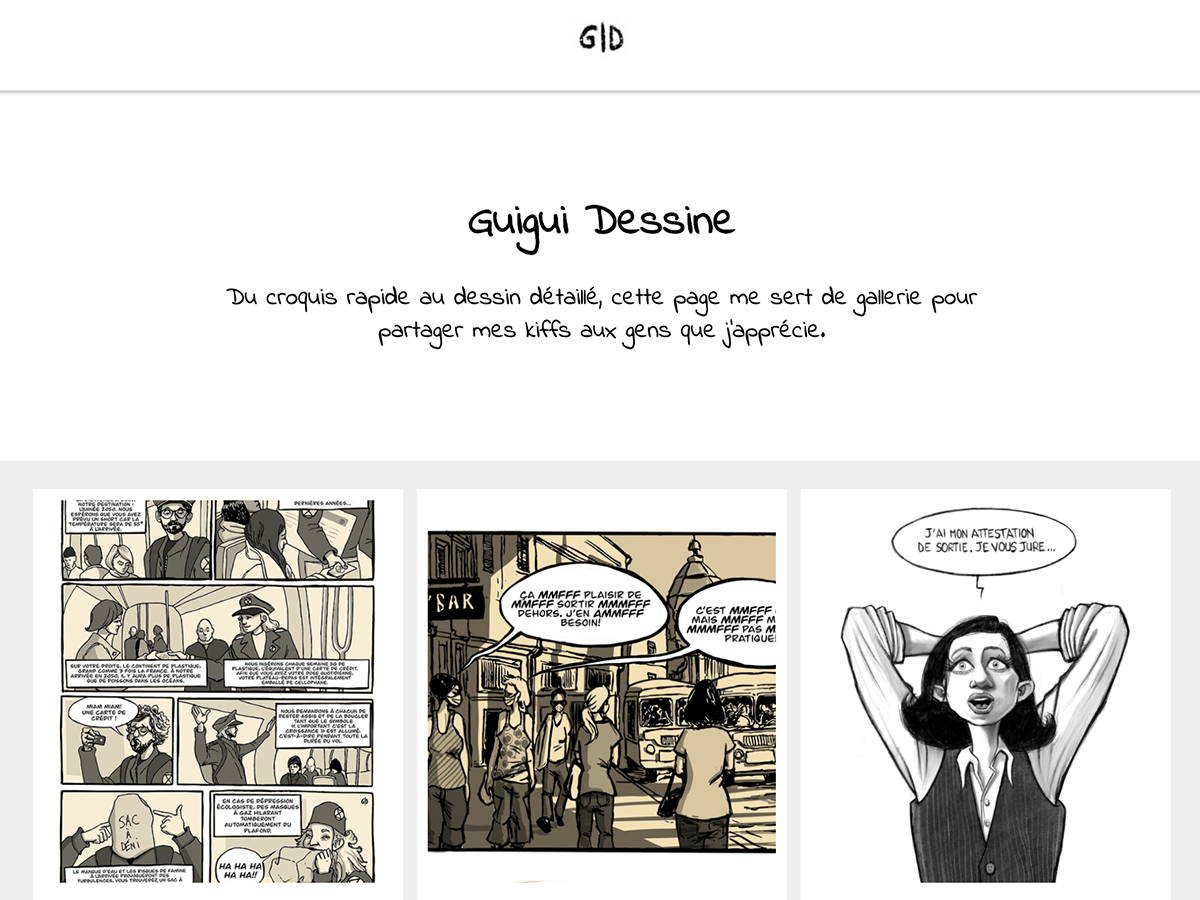 G|D
Guigui Dessine
Du croquis rapide au dessin détaillé, cette page me sert de gallerie pour
partager mes kiffs aux gens que j'apprécie.
NOTRE DESTINATION :
L'ANNÉE 2050. NOUS
ESPÉRONS QUE VOUS AVEZ
PRÉVU UN SHORT CAR LA
TEMPÉRATURE SERA DE 55°
À L'ARRIVÉE.
DERNIÈRES ANNÉES...
SUR VOTRE DROITE, LE CONTINENT DE PLASTIQUE,
GRAND COMME 3 FOIS LA FRANCE. À NOTRE
ARRIVÉE EN 2050, IL Y AURA PLUS DE PLASTIQUE
QUE DE POISSONS DANS LES OCÉANS.
NOUS INGÉRONS CHAQUE SEMAINE 5G DE
PLASTIQUE, L'ÉQUIVALENT D'UNE CARTE DE CRÉDIT.
AFIN QUE VOUS AYEZ VOTRE DOSE QUOTIDIENNE,
VOTRE PLATEAU-REPAS EST INTÉGRALEMENT
EMBALLÉ DE CELLOPHANE.
MIAM MIAM!
UNE CARTE DE
CRÉDIT !
NOUS DEMANDONS À CHACUN DE
RESTER ASSIS ET DE LA BOUCLER
TANT QUE LE SYMBOLE
« L'IMPORTANT C'EST LA
CROISSANCE » EST ALLUMÉ.
C'EST-À-DIRE PENDANT TOUTE LA
DURÉE DU VOL.
SAC
À
DÉNI
LE MANQUE D'EAU ET LES RISQUES DE FAMINE
À L'ARRIVÉE PROVOQUERONT DES
TURBULENCES, VOUS TROUVEREZ UN SAC À
EN CAS DE DÉPRESSION
ÉCOLOGISTE, DES MASQUES
À GAZ HILARANT
TOMBERONT
AUTOMATIQUEMENT DU
PLAFOND.
HA HA HA
HA HA!!
BAR
ÇA MMFFF PLAISIR DE
MMFFF SORTIR MMMFFF
DEHORS. J'EN AMMFFF
BESOIN!
C'EST MMFFF
MAIS MMFFF M
MMMFFF PAS M
PRATIQUE
J'AI MON ATTESTATION
DE SORTIE, JE VOUS JURE...